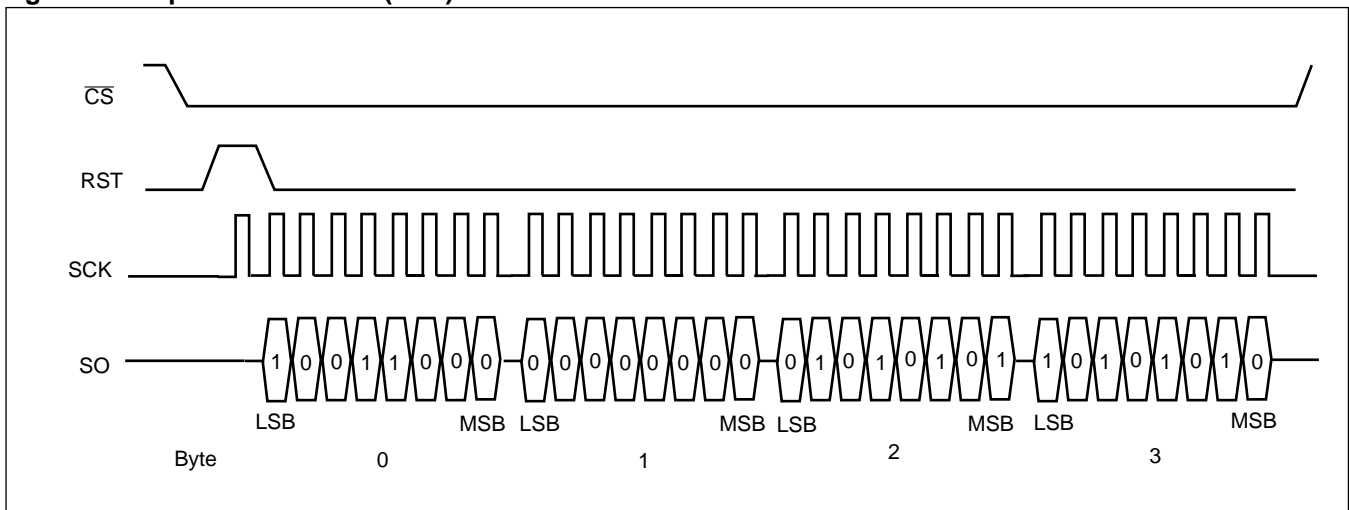 CS
RST
SCK
SO 1 0 0 1 1 0 0 0 0 0 0 0 0 0 0 0 0 1 0 1 0 1 0 1 1 0 1 0 1 0 1 0
LSB MSB LSB MSB LSB MSB LSB MSB
Byte 0 1 2 3